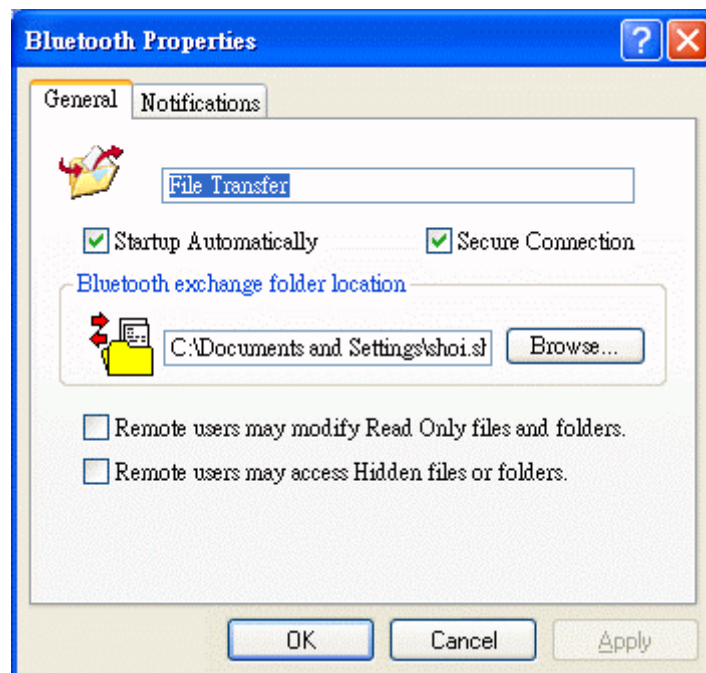 Bluetooth Properties
General Notifications
File Transfer
Startup Automatically Secure Connection
Bluetooth exchange folder location
C:\Documents and Settings\shoi.sl Browse...
Remote users may modify Read Only files and folders.
Remote users may access Hidden files or folders.
OK Cancel Apply